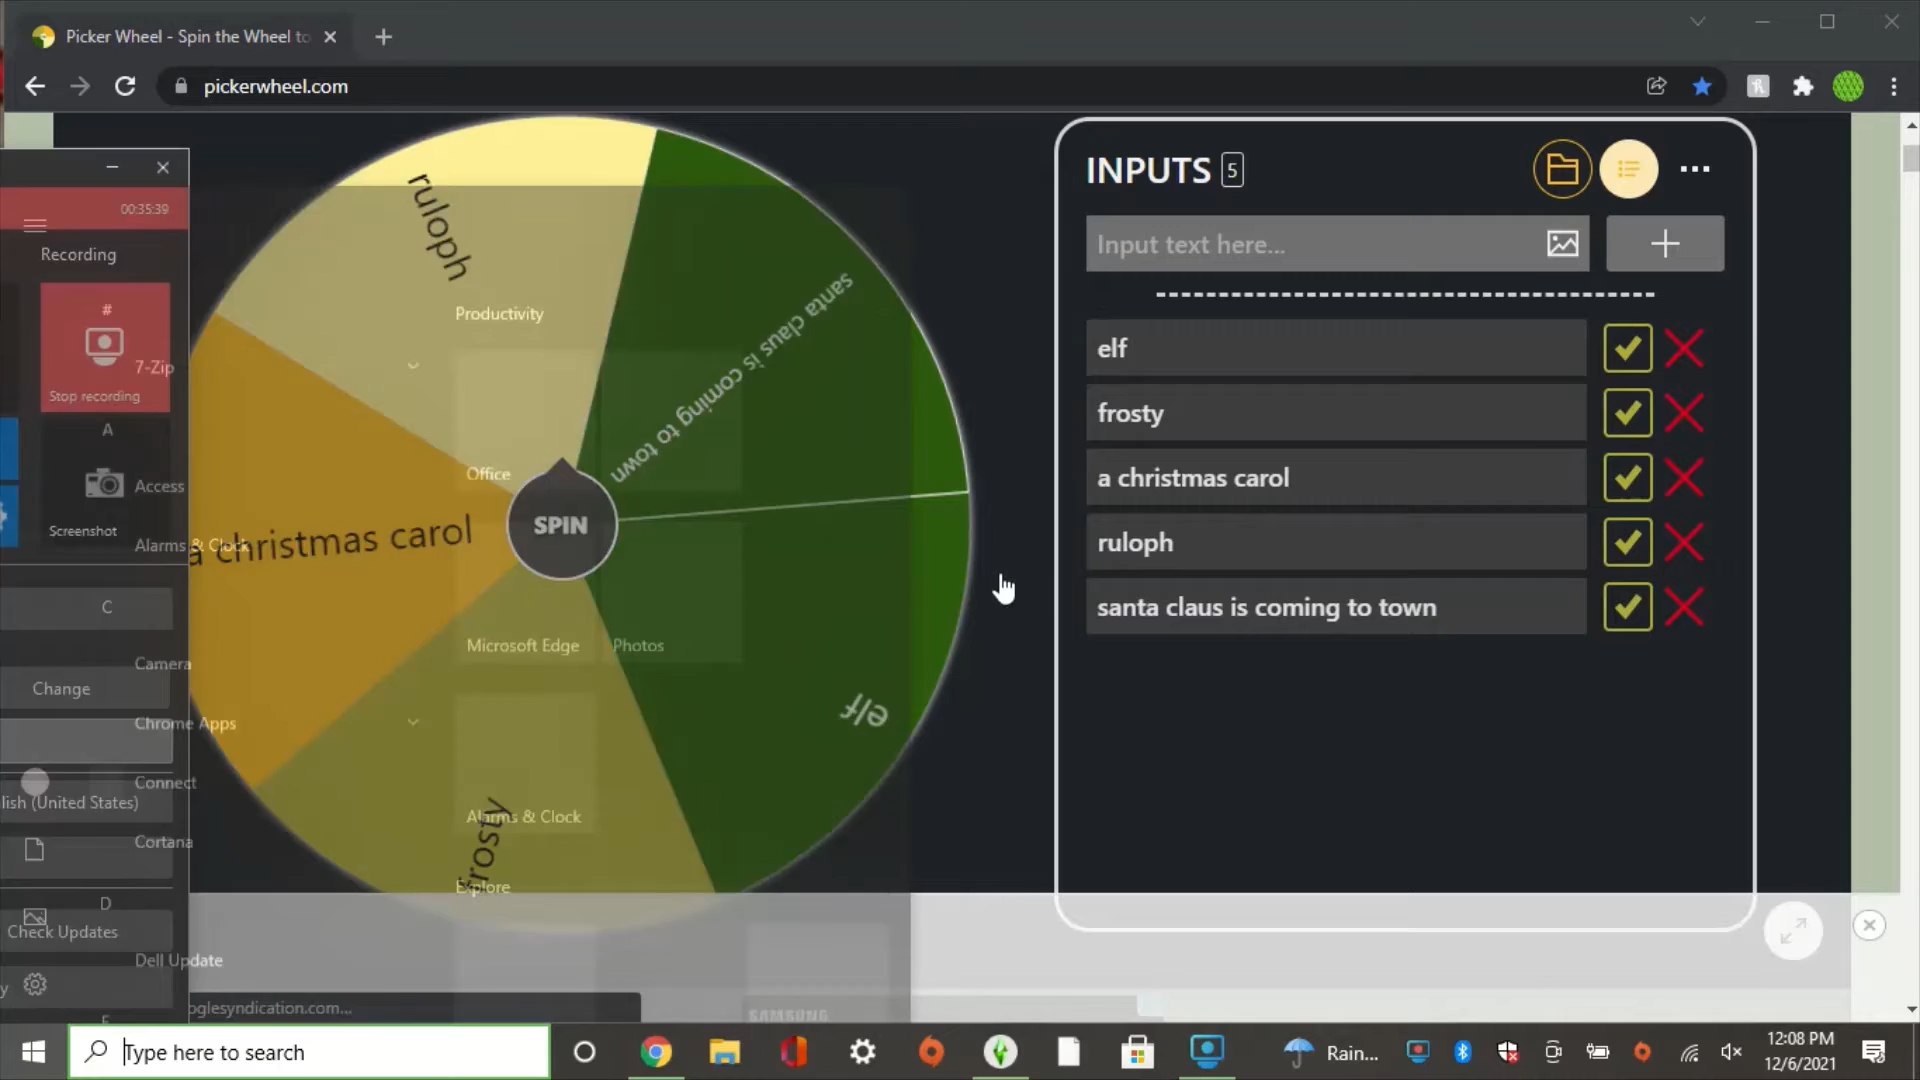 Picker Wheel - Spin the Wheel to
pickerwheel.com
00:35:39
Recording
#
Stop recording
7-Zip
A
Access
Screenshot
Alarms & Clock
C
Camera
Change
Chrome Apps
Connect
lish (United States)
Cortana
D
Check Updates
Dell Update
y
oglesyndication.com...
Productivity
Office
Microsoft Edge
Photos
Alarms & Clock
Explore
SAMSUNG
ruloph
santa claus is coming to town
a christmas carol
SPIN
elf
frosty
INPUTS 5
Input text here...
elf
frosty
a christmas carol
ruloph
santa claus is coming to town
Type here to search
Rain...
12:08 PM
12/6/2021